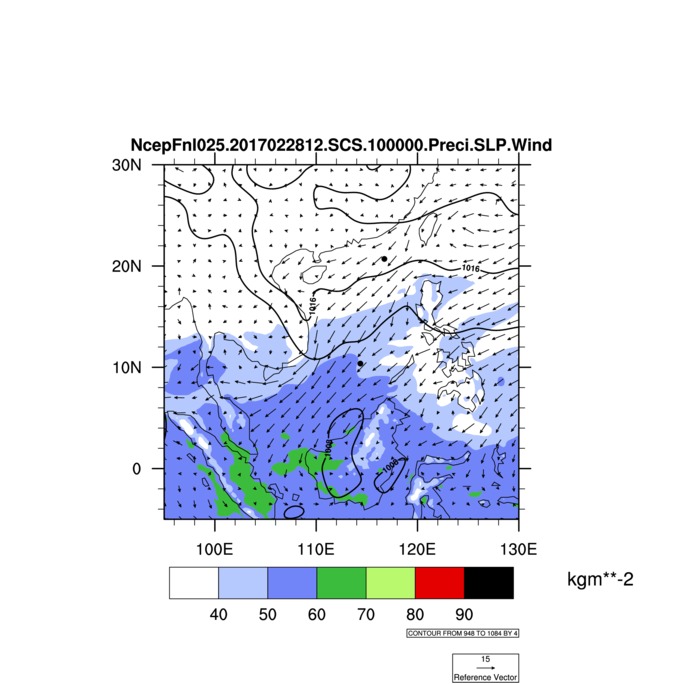 NcepFnl025.2017022812.SCS.100000.Preci.SLP.Wind
30N
20N
10N
0
1016
1016
1008
1008
100E 110E 120E 130E
kgm**-2
40 50 60 70 80 90
CONTOUR FROM 948 TO 1084 BY 4
15
Reference Vector